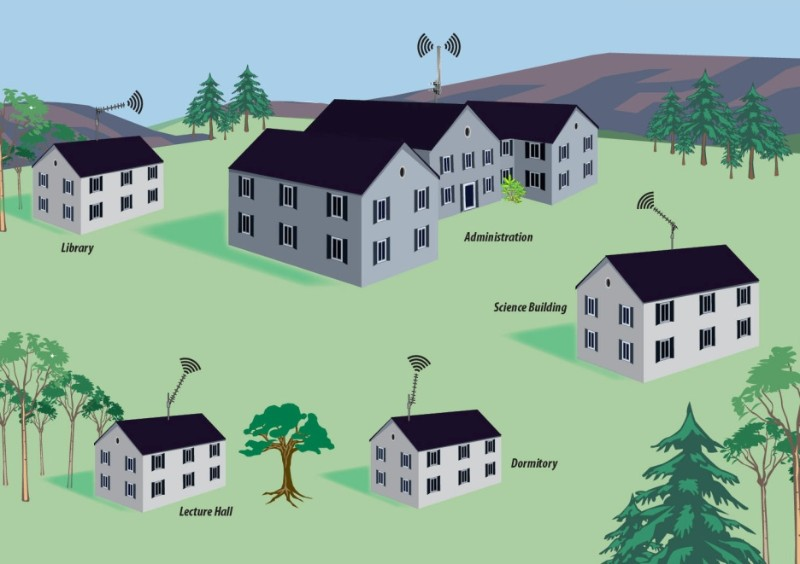 Administration
Library
Science Building
Dormitory
Lecture Hall